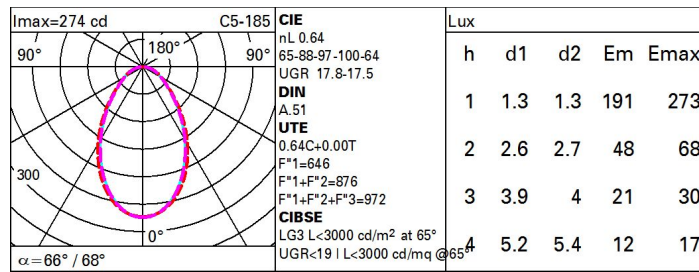 Imax=274 cd C5-185
90° 180° 90°
300
0°
α=66° / 68°
CIE
nL 0.64
65-88-97-100-64
UGR 17.8-17.5
DIN
A.51
UTE
0.64C+0.00T
F"1=646
F"1+F"2=876
F"1+F"2+F"3=972
CIBSE
LG3 L<3000 cd/m² at 65°
UGR<19 | L<3000 cd/mq @65°
Lux
h d1 d2 Em Emax
1 1.3 1.3 191 273
2 2.6 2.7 48 68
3 3.9 4 21 30
4 5.2 5.4 12 17